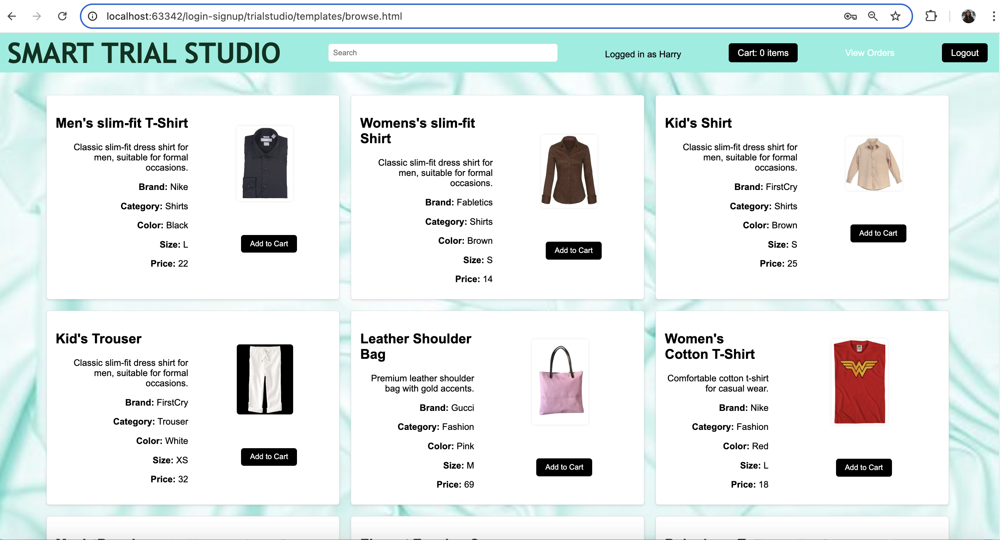 localhost:63342/login-signup/trialstudio/templates/browse.html
SMART TRIAL STUDIO
Search
Logged in as Harry
Cart: 0 items
View Orders
Logout
Men's slim-fit T-Shirt
Classic slim-fit dress shirt for
men, suitable for formal
occasions.
Brand: Nike
Category: Shirts
Color: Black
Size: L
Price: 22
Add to Cart
Womens's slim-fit
Shirt
Classic slim-fit dress shirt for
men, suitable for formal
occasions.
Brand: Fabletics
Category: Shirts
Color: Brown
Size: S
Price: 14
Add to Cart
Kid's Shirt
Classic slim-fit dress shirt for
men, suitable for formal
occasions.
Brand: FirstCry
Category: Shirts
Color: Brown
Size: S
Price: 25
Add to Cart
Kid's Trouser
Classic slim-fit dress shirt for
men, suitable for formal
occasions.
Brand: FirstCry
Category: Trouser
Color: White
Size: XS
Price: 32
Add to Cart
Leather Shoulder
Bag
Premium leather shoulder
bag with gold accents.
Brand: Gucci
Category: Fashion
Color: Pink
Size: M
Price: 69
Add to Cart
Women's
Cotton T-Shirt
Comfortable cotton t-shirt
for casual wear.
Brand: Nike
Category: Fashion
Color: Red
Size: L
Price: 18
Add to Cart
W